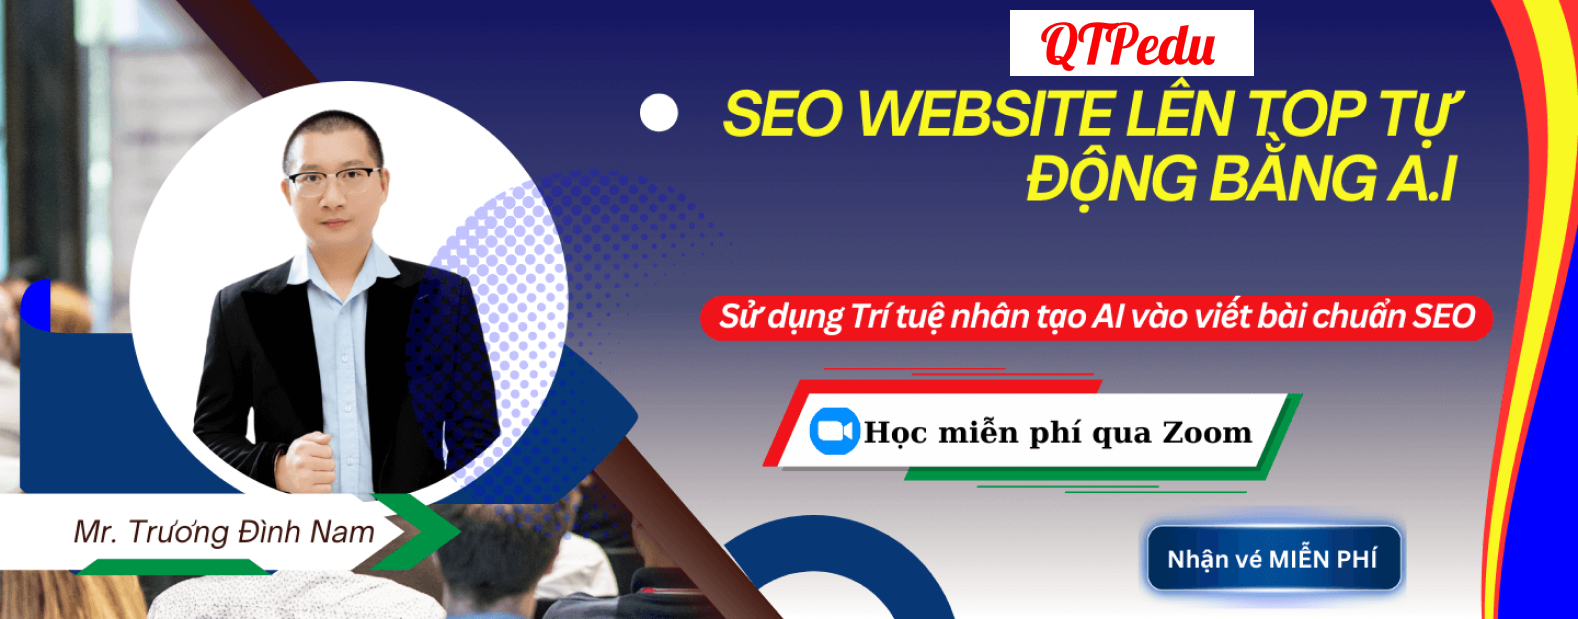 QTPedu
SEO WEBSITE LÊN TOP TỰ
ĐỘNG BẰNG A.I
Sử dụng Trí tuệ nhân tạo AI vào viết bài chuẩn SEO
Học miễn phí qua Zoom
Mr. Trương Đình Nam
Nhận vé MIỄN PHÍ